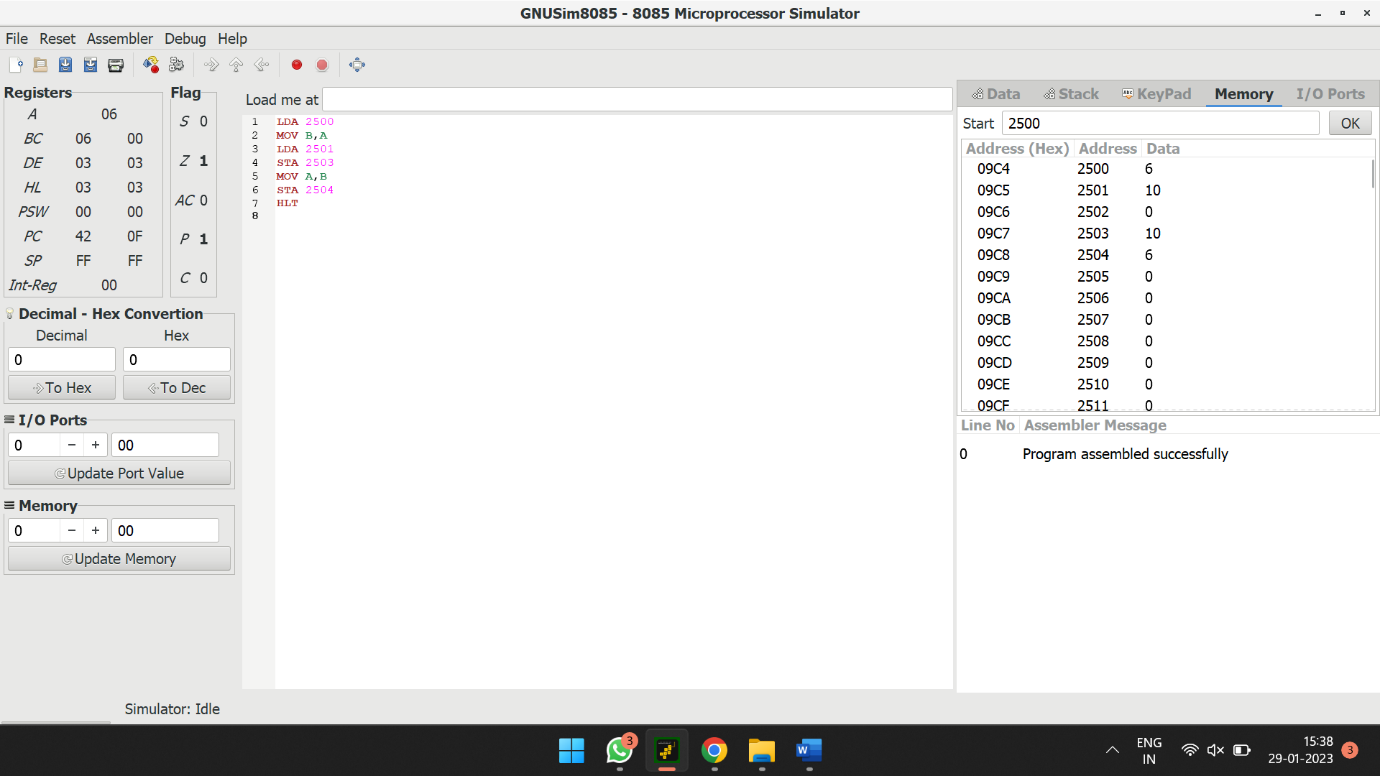 GNUSim8085 - 8085 Microprocessor Simulator
File Reset Assembler Debug Help
Registers
A 06
BC 06 00
DE 03 03
HL 03 03
PSW 00 00
PC 42 0F
SP FF FF
Int-Reg 00
Flag
S 0
Z 1
AC 0
P 1
C 0
Decimal - Hex Convertion
Decimal Hex
0 0
To Hex To Dec
I/O Ports
0 - + 00
Update Port Value
Memory
0 - + 00
Update Memory
Load me at
1 LDA 2500
2 MOV B,A
3 LDA 2501
4 STA 2503
5 MOV A,B
6 STA 2504
7 HLT
8
Data Stack KeyPad Memory I/O Ports
Start 2500 OK
Address (Hex) Address Data
09C4 2500 6
09C5 2501 10
09C6 2502 0
09C7 2503 10
09C8 2504 6
09C9 2505 0
09CA 2506 0
09CB 2507 0
09CC 2508 0
09CD 2509 0
09CE 2510 0
09CF 2511 0
Line No Assembler Message
0 Program assembled successfully
Simulator: Idle
3
W
ENG
IN
15:38
29-01-2023
3